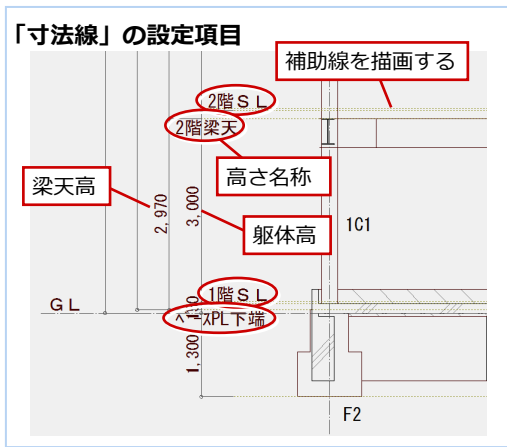 「寸法線」の設定項目
補助線を描画する
2階SL
2階梁天
高さ名称
梁天高
2,970
3,000
躯体高
1C1
1階SL
GL
ベースPL下端
1,300
F2